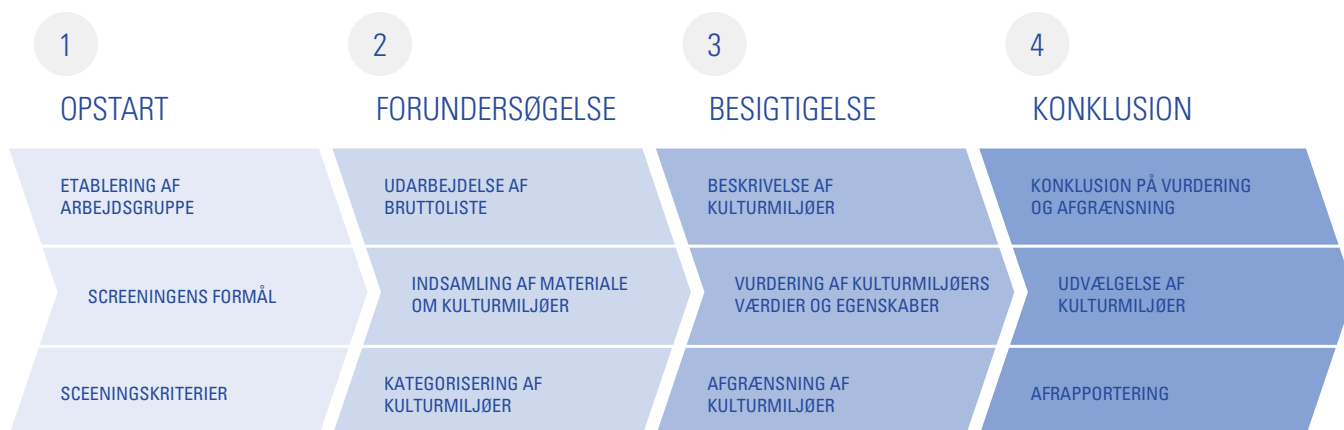 1
OPSTART
ETABLERING AF
ARBEJDSGRUPPE
SCREENINGENS FORMÅL
SCEENINGSKRITERIER
2
FORUNDERSØGELSE
UDARBEJDELSE AF
BRUTTOLISTE
INDSAMLING AF MATERIALE
OM KULTURMILJØER
KATEGORISERING AF
KULTURMILJØER
3
BESIGTIGELSE
BESKRIVELSE AF
KULTURMILJØER
VURDERING AF KULTURMILJØERS
VÆRDIER OG EGENSKABER
AFGRÆNSNING AF
KULTURMILJØER
4
KONKLUSION
KONKLUSION PÅ VURDERING
OG AFGRÆNSNING
UDVÆLGELSE AF
KULTURMILJØER
AFRAPPORTERING